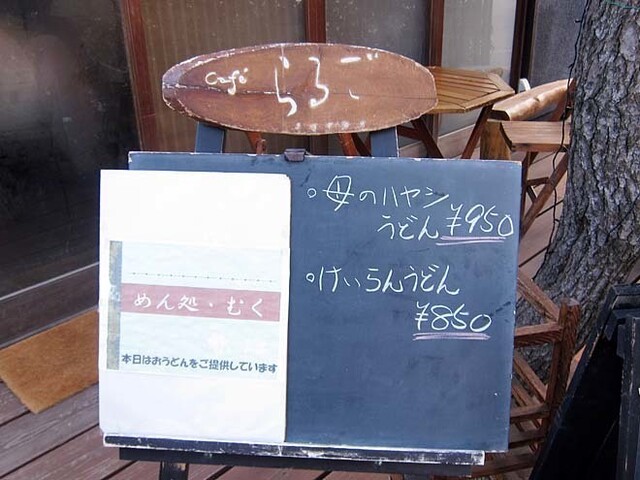 Café らるご
めん処・むく
本日はおうどんをご提供しています
○母のハヤシ
うどん ¥950
○けいらんうどん
¥850